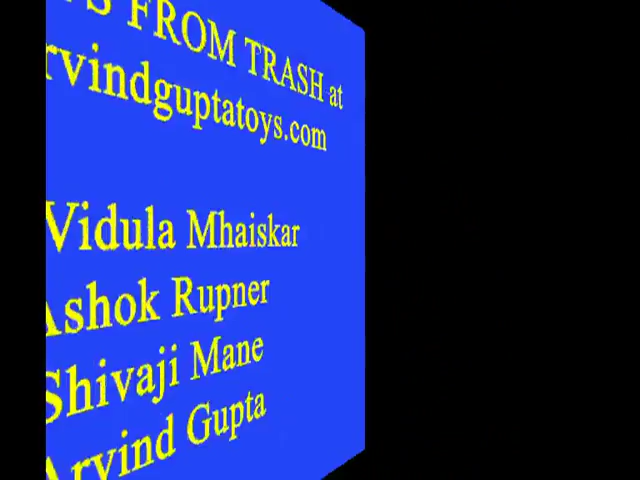 FROM TRASH at
rvindguptatoys.com
Vidula Mhaiskar
Ashok Rupner
Shivaji Mane
Arvind Gupta